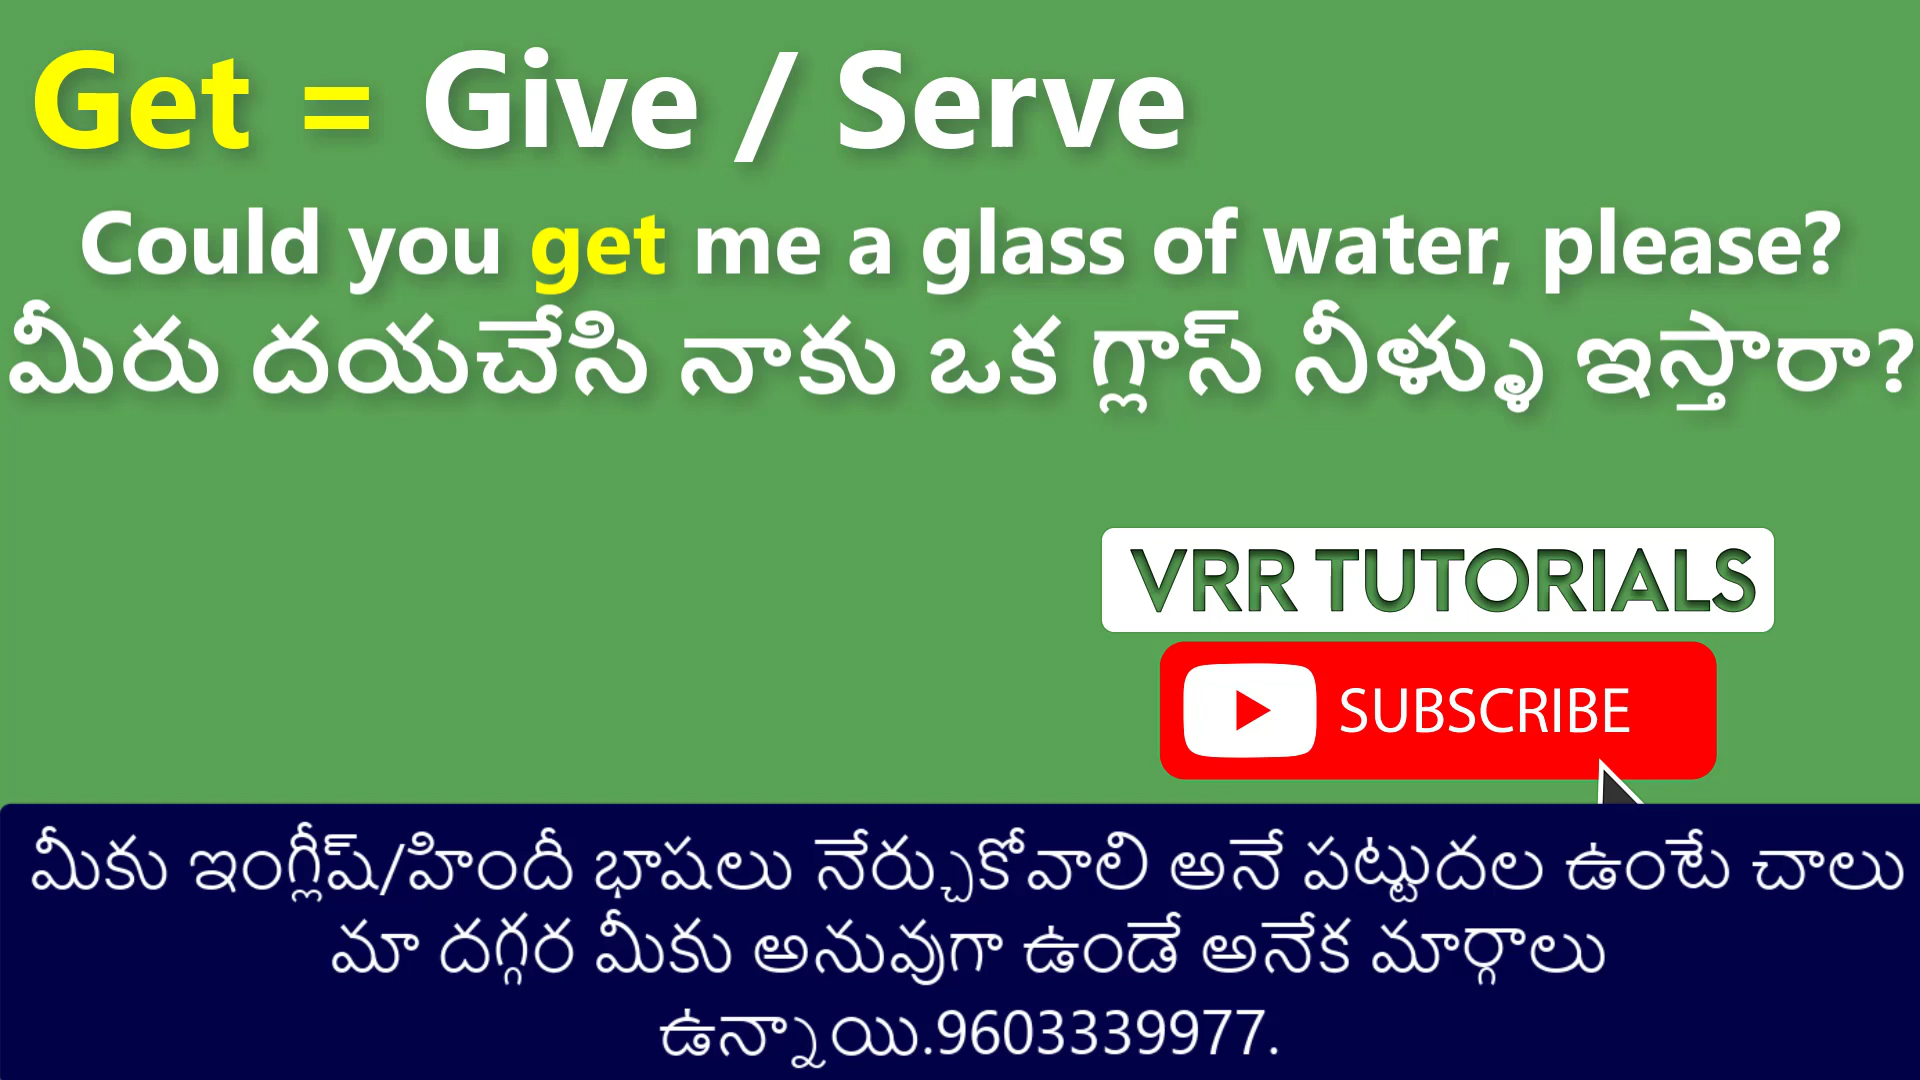 Get = Give / Serve
Could you get me a glass of water, please?
మీరు దయచేసి నాకు ఒక గ్లాస్ నీళ్ళు ఇస్తారా?
VRR TUTORIALS
SUBSCRIBE
మీకు ఇంగ్లీష్/హిందీ భాషలు నేర్చుకోవాలి అనే పట్టుదల ఉంటే చాలు
మా దగ్గర మీకు అనువుగా ఉండే అనేక మార్గాలు
ఉన్నాయి.9603339977.